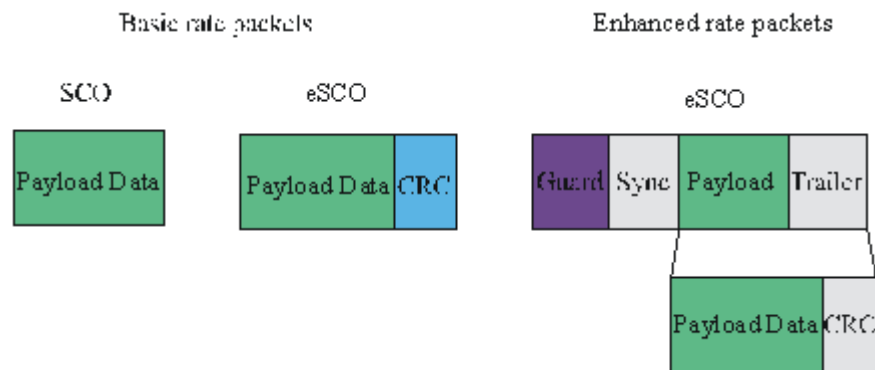 Basic rate packets
Enhanced rate packets
SCO
eSCO
eSCO
Payload Data
Payload Data
CRC
Guard
Sync
Payload
Trailer
Payload Data
CRC